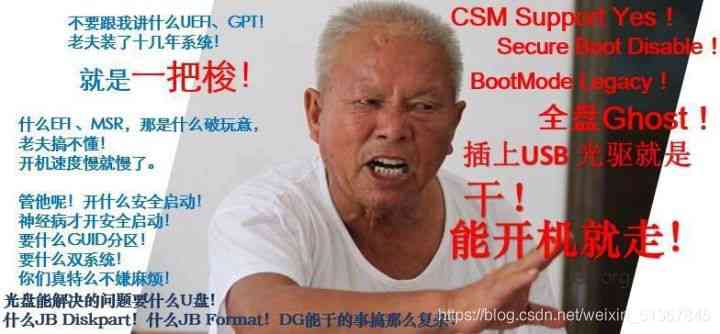 不要跟我讲什么UEFI、GPT！
老夫装了十几年系统！
就是一把梭！
什么EFI 、MSR，那是什么破玩意，
老夫搞不懂！
开机速度慢就慢了。
管他呢！开什么安全启动！
神经病才开安全启动！
要什么GUID分区！
要什么双系统！
你们真特么不嫌麻烦！
光盘能解决的问题要什么U盘！
什么JB Diskpart！什么JB Format！DG能干的事搞那么复杂！
CSM Support Yes！
Secure Boot Disable！
BootMode Legacy！
全盘Ghost！
插上USB 光驱就是
干！
能开机就走！
https://blog.csdn.net/weixin_